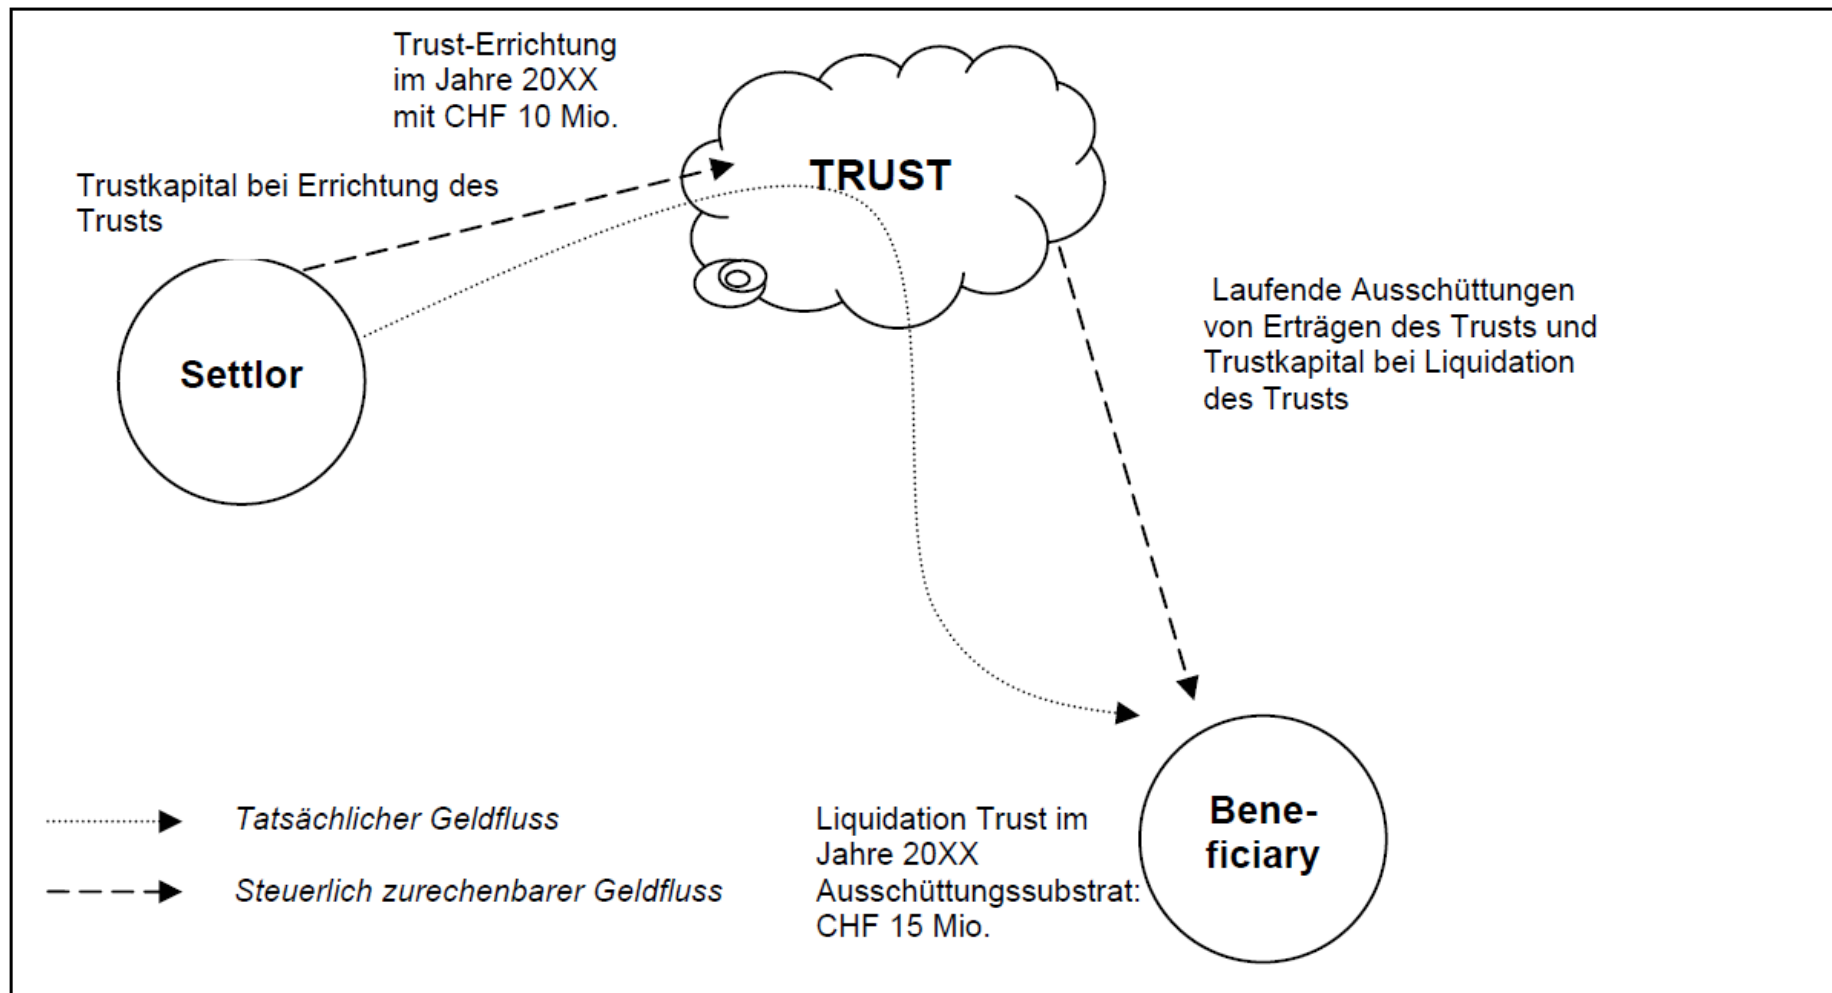 Trust-Errichtung
im Jahre 20XX
mit CHF 10 Mio.
TRUST
Trustkapital bei Errichtung des
Trusts
Settlor
Laufende Ausschüttungen
von Erträgen des Trusts und
Trustkapital bei Liquidation
des Trusts
Tatsächlicher Geldfluss
Steuerlich zurechenbarer Geldfluss
Liquidation Trust im
Jahre 20XX
Ausschüttungssubstrat:
CHF 15 Mio.
Bene-
ficiary